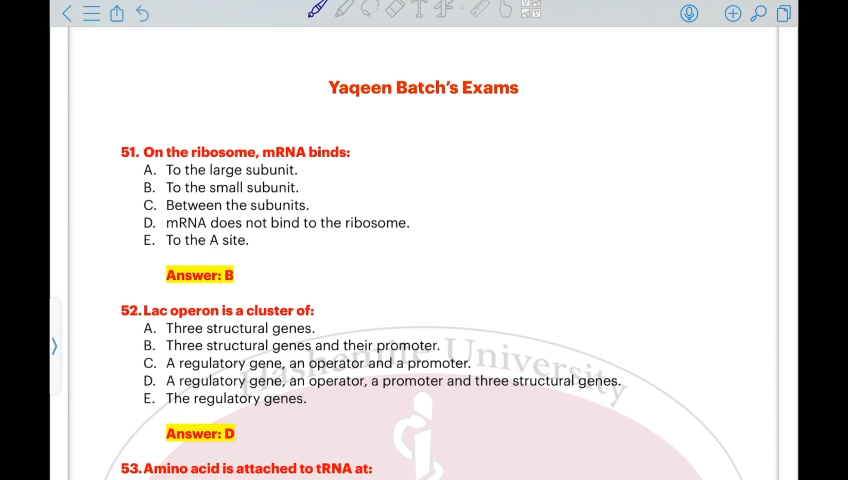 Yaqeen Batch's Exams
51. On the ribosome, mRNA binds:
A. To the large subunit.
B. To the small subunit.
C. Between the subunits.
D. mRNA does not bind to the ribosome.
E. To the A site.
Answer: B
52. Lac operon is a cluster of:
A. Three structural genes.
B. Three structural genes and their promoter.
C. A regulatory gene, an operator and a promoter.
D. A regulatory gene, an operator, a promoter and three structural genes.
E. The regulatory genes.
Hashemite University
Answer: D
53. Amino acid is attached to tRNA at: